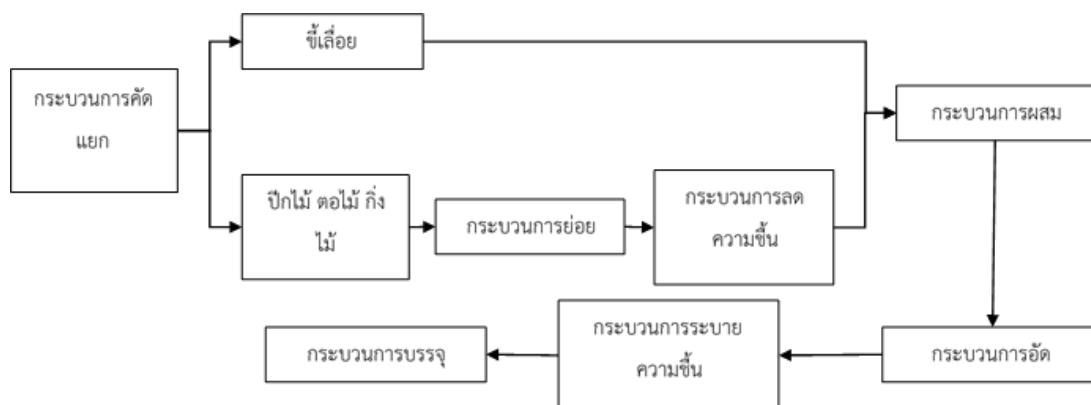 ขี้เลื่อย
กระบวนการคัด
แยก
กระบวนการผสม
ปีกไม้ ตอไม้ กิ่ง
ไม้
กระบวนการย่อย
กระบวนการลด
ความชื้น
กระบวนการระบาย
ความชื้น
กระบวนการบรรจุ
กระบวนการอัด